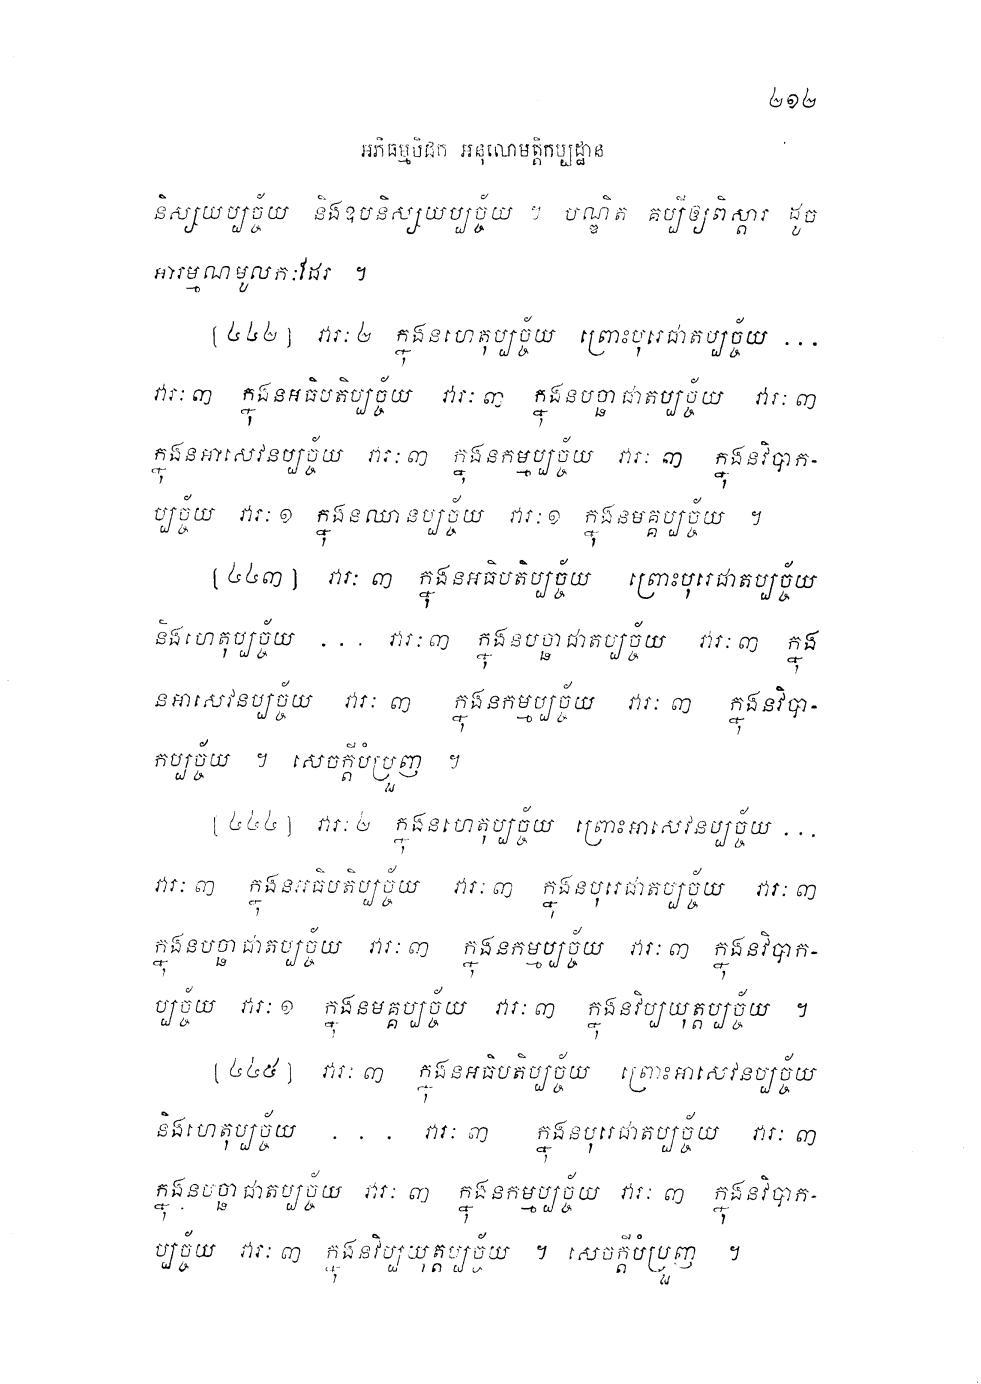 ២១២
អភិធម្មបិដក អនុលោមត្តិកប្បដ្ឋាន
និស្សយប្បច្ច័យ និងឧបនិស្សយប្បច្ច័យ ។ បណ្ឌិត គប្បីឲ្យពិស្តារ ដូច
អារម្មណមូលកៈដែរ ។
[៤៤២] វារៈ ២ ក្នុងនហេតុប្បច្ច័យ ព្រោះបុរេជាតប្បច្ច័យ ...
វារៈ ៣ ក្នុងនអធិបតិប្បច្ច័យ វារៈ ៣ ក្នុងនបច្ឆាជាតប្បច្ច័យ វារៈ ៣
ក្នុងនអាសេវនប្បច្ច័យ វារៈ ៣ ក្នុងនកម្មប្បច្ច័យ វារៈ ៣ ក្នុងនវិបាក-
ប្បច្ច័យ វារៈ ១ ក្នុងនឈានប្បច្ច័យ វារៈ ១ ក្នុងនមគ្គប្បច្ច័យ ។
[៤៤៣] វារៈ ៣ ក្នុងនអធិបតិប្បច្ច័យ ព្រោះបុរេជាតប្បច្ច័យ
និងហេតុប្បច្ច័យ ... វារៈ ៣ ក្នុងនបច្ឆាជាតប្បច្ច័យ វារៈ ៣ ក្នុង
នអាសេវនប្បច្ច័យ វារៈ ៣ ក្នុងនកម្មប្បច្ច័យ វារៈ ៣ ក្នុងនវិបា-
កប្បច្ច័យ ។ សេចក្តីបំប្រួញ ។
[៤៤៤] វារៈ ២ ក្នុងនហេតុប្បច្ច័យ ព្រោះអាសេវនប្បច្ច័យ ...
វារៈ ៣ ក្នុងនអធិបតិប្បច្ច័យ វារៈ ៣ ក្នុងនបុរេជាតប្បច្ច័យ វារៈ ៣
ក្នុងនបច្ឆាជាតប្បច្ច័យ វារៈ ៣ ក្នុងនកម្មប្បច្ច័យ វារៈ ៣ ក្នុងនវិបាក-
ប្បច្ច័យ វារៈ ១ ក្នុងនមគ្គប្បច្ច័យ វារៈ ៣ ក្នុងនវិប្បយុត្តប្បច្ច័យ ។
[៤៤៥] វារៈ ៣ ក្នុងនអធិបតិប្បច្ច័យ ព្រោះអាសេវនប្បច្ច័យ
និងហេតុប្បច្ច័យ ... វារៈ ៣ ក្នុងនបុរេជាតប្បច្ច័យ វារៈ ៣
ក្នុងនបច្ឆាជាតប្បច្ច័យ វារៈ ៣ ក្នុងនកម្មប្បច្ច័យ វារៈ ៣ ក្នុងនវិបាក-
ប្បច្ច័យ វារៈ ៣ ក្នុងនវិប្បយុត្តប្បច្ច័យ ។ សេចក្តីបំប្រួញ ។